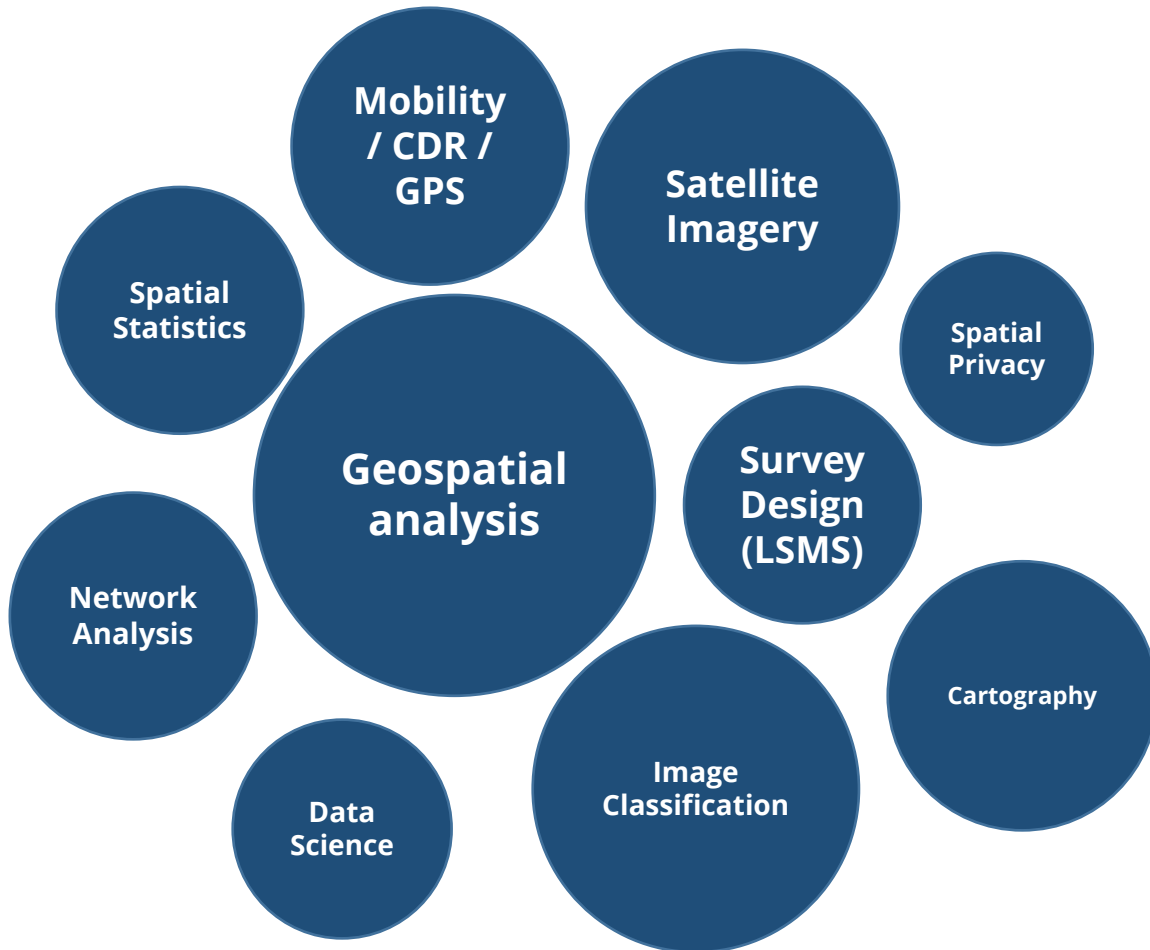 Mobility
/ CDR /
GPS
Satellite
Imagery
Spatial
Statistics
Spatial
Privacy
Geospatial
analysis
Survey
Design
(LSMS)
Network
Analysis
Cartography
Image
Classification
Data
Science